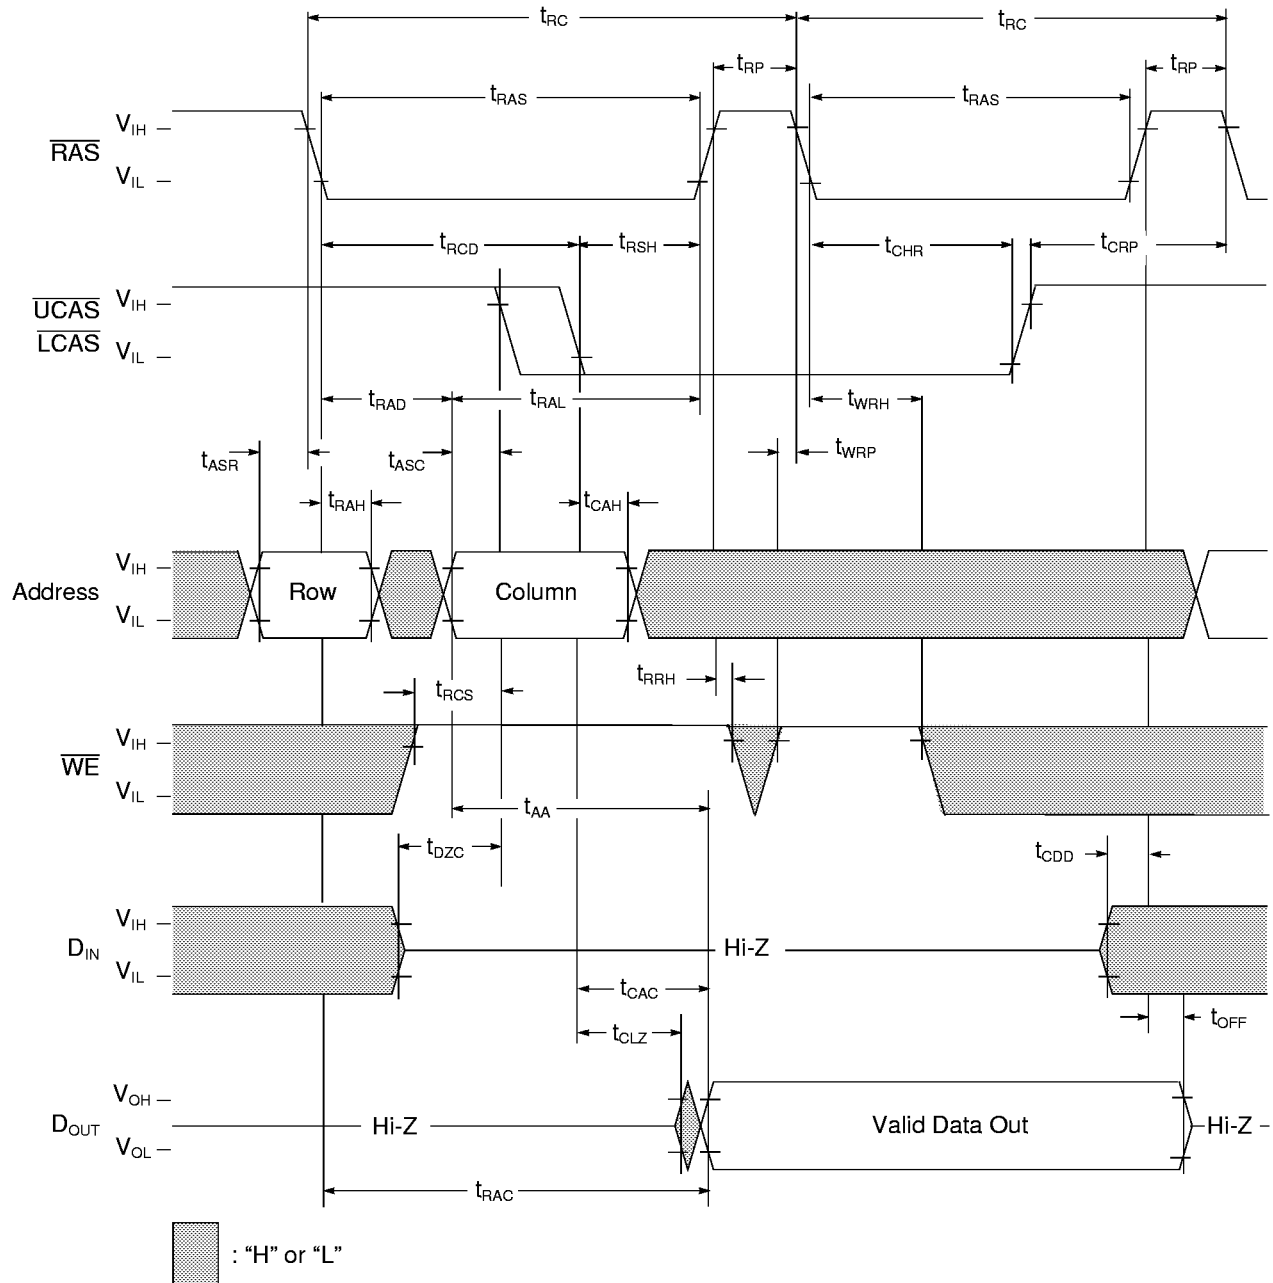 tRC tRC
tRP tRP
tRAS tRAS
RAS VIH
VIL
tRCD tRSH tCHR tCRP
UCAS VIH
LCAS VIL
tRAD tRAL tWRH
tASR tASC tWRP
tRAH tCAH
Address VIH
Row Column
VIL
tRCS tRRH
WE VIH
VIL
tAA
tDZC tCDD
DIN VIH
Hi-Z
VIL
tCAC
tCLZ tOFF
DOUT VOH
Hi-Z Valid Data Out Hi-Z
VOL
tRAC
: “H” or “L”